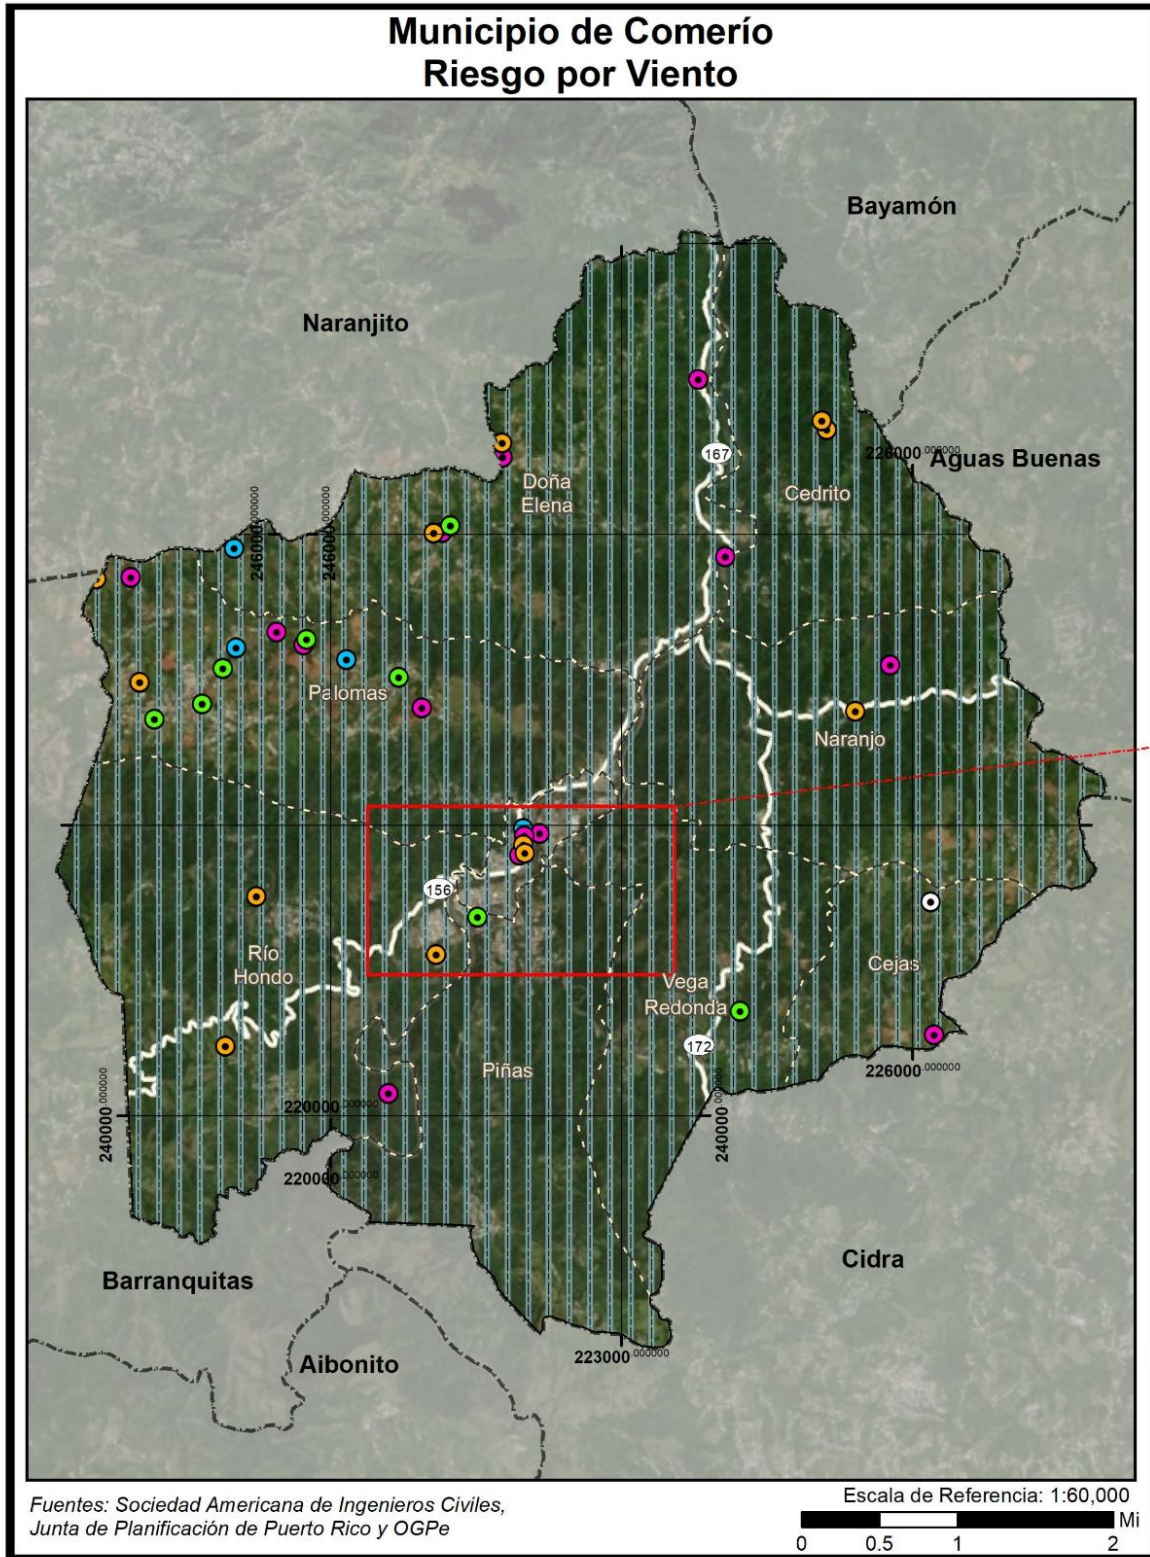 Municipio de Comerío
Riesgo por Viento
Bayamón
Naranjito
167
226000.000000
Aguas Buenas
Doña
Elena
Cedrito
246000.000000
246000.000000
Palomas
Naranjo
156
Río
Hondo
Cejas
Vega
Redonda
172
Piñas
226000.000000
240000.000000
220000.000000
240000.000000
220000.000000
Cidra
Barranquitas
223000.000000
Aibonito
Fuentes: Sociedad Americana de Ingenieros Civiles,
Junta de Planificación de Puerto Rico y OGPe
Escala de Referencia: 1:60,000
Mi
0 0.5 1 2